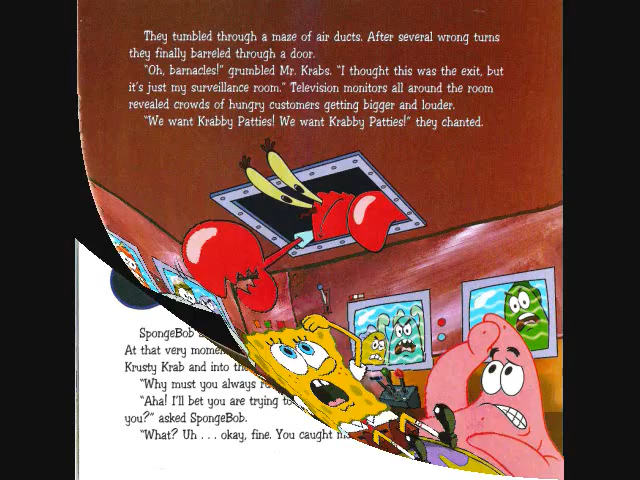 They tumbled through a maze of air ducts. After several wrong turns
they finally barreled through a door.
"Oh, barnacles!" grumbled Mr. Krabs. "I thought this was the exit, but
it's just my surveillance room." Television monitors all around the room
revealed crowds of hungry customers getting bigger and louder.
"We want Krabby Patties! We want Krabby Patties!" they chanted.
SpongeBob
At that very momen
Krusty Krab and into the
"Why must you always
"Aha! I'll bet you are trying to
you?" asked SpongeBob.
"What? Uh . . . okay, fine. You caught